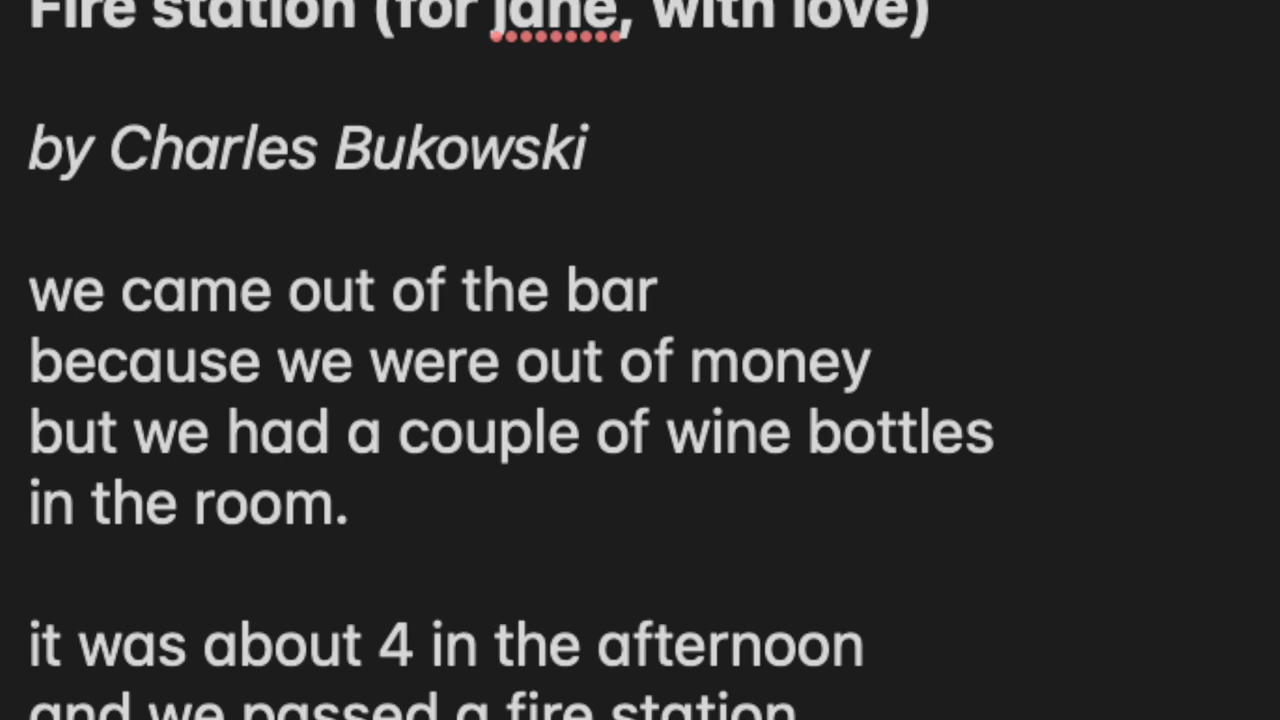 Fire station (for jane, with love)
by Charles Bukowski
we came out of the bar
because we were out of money
but we had a couple of wine bottles
in the room.
it was about 4 in the afternoon
and we passed a fire station